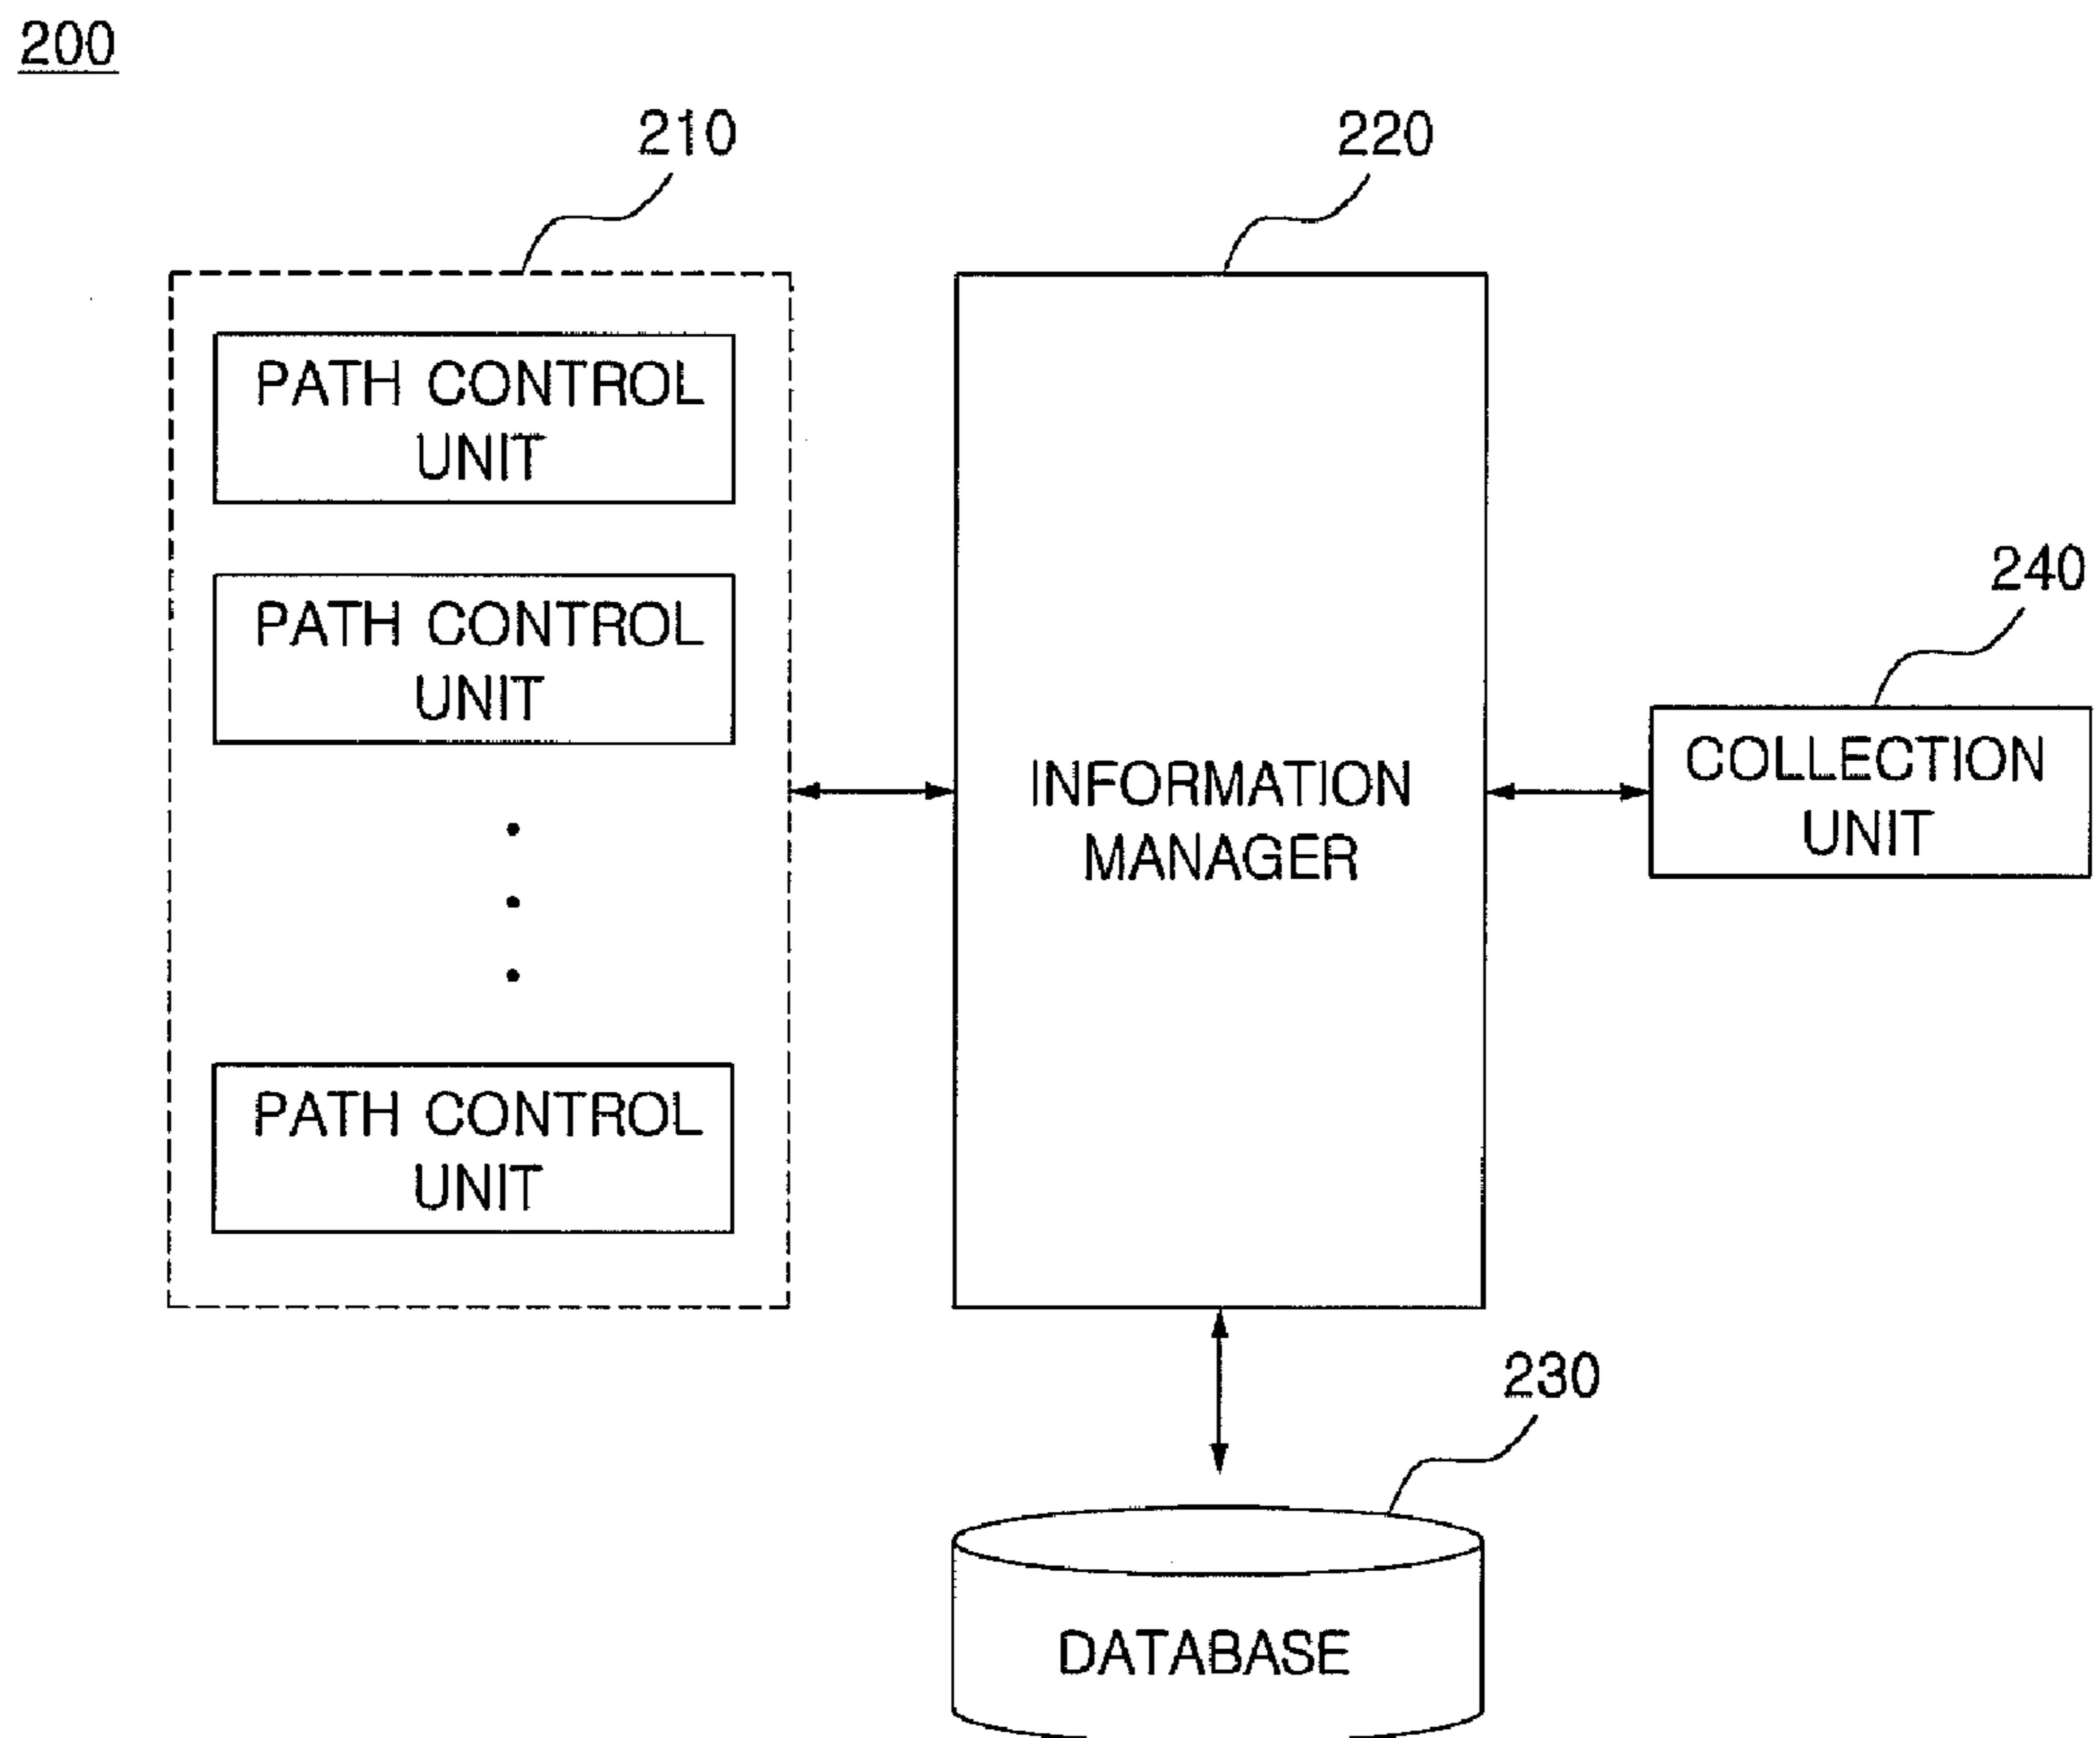 200
210
220
PATH CONTROL
UNIT
PATH CONTROL
UNIT
240
INFORMATION
MANAGER
COLLECTION
UNIT
PATH CONTROL
UNIT
230
DATABASE